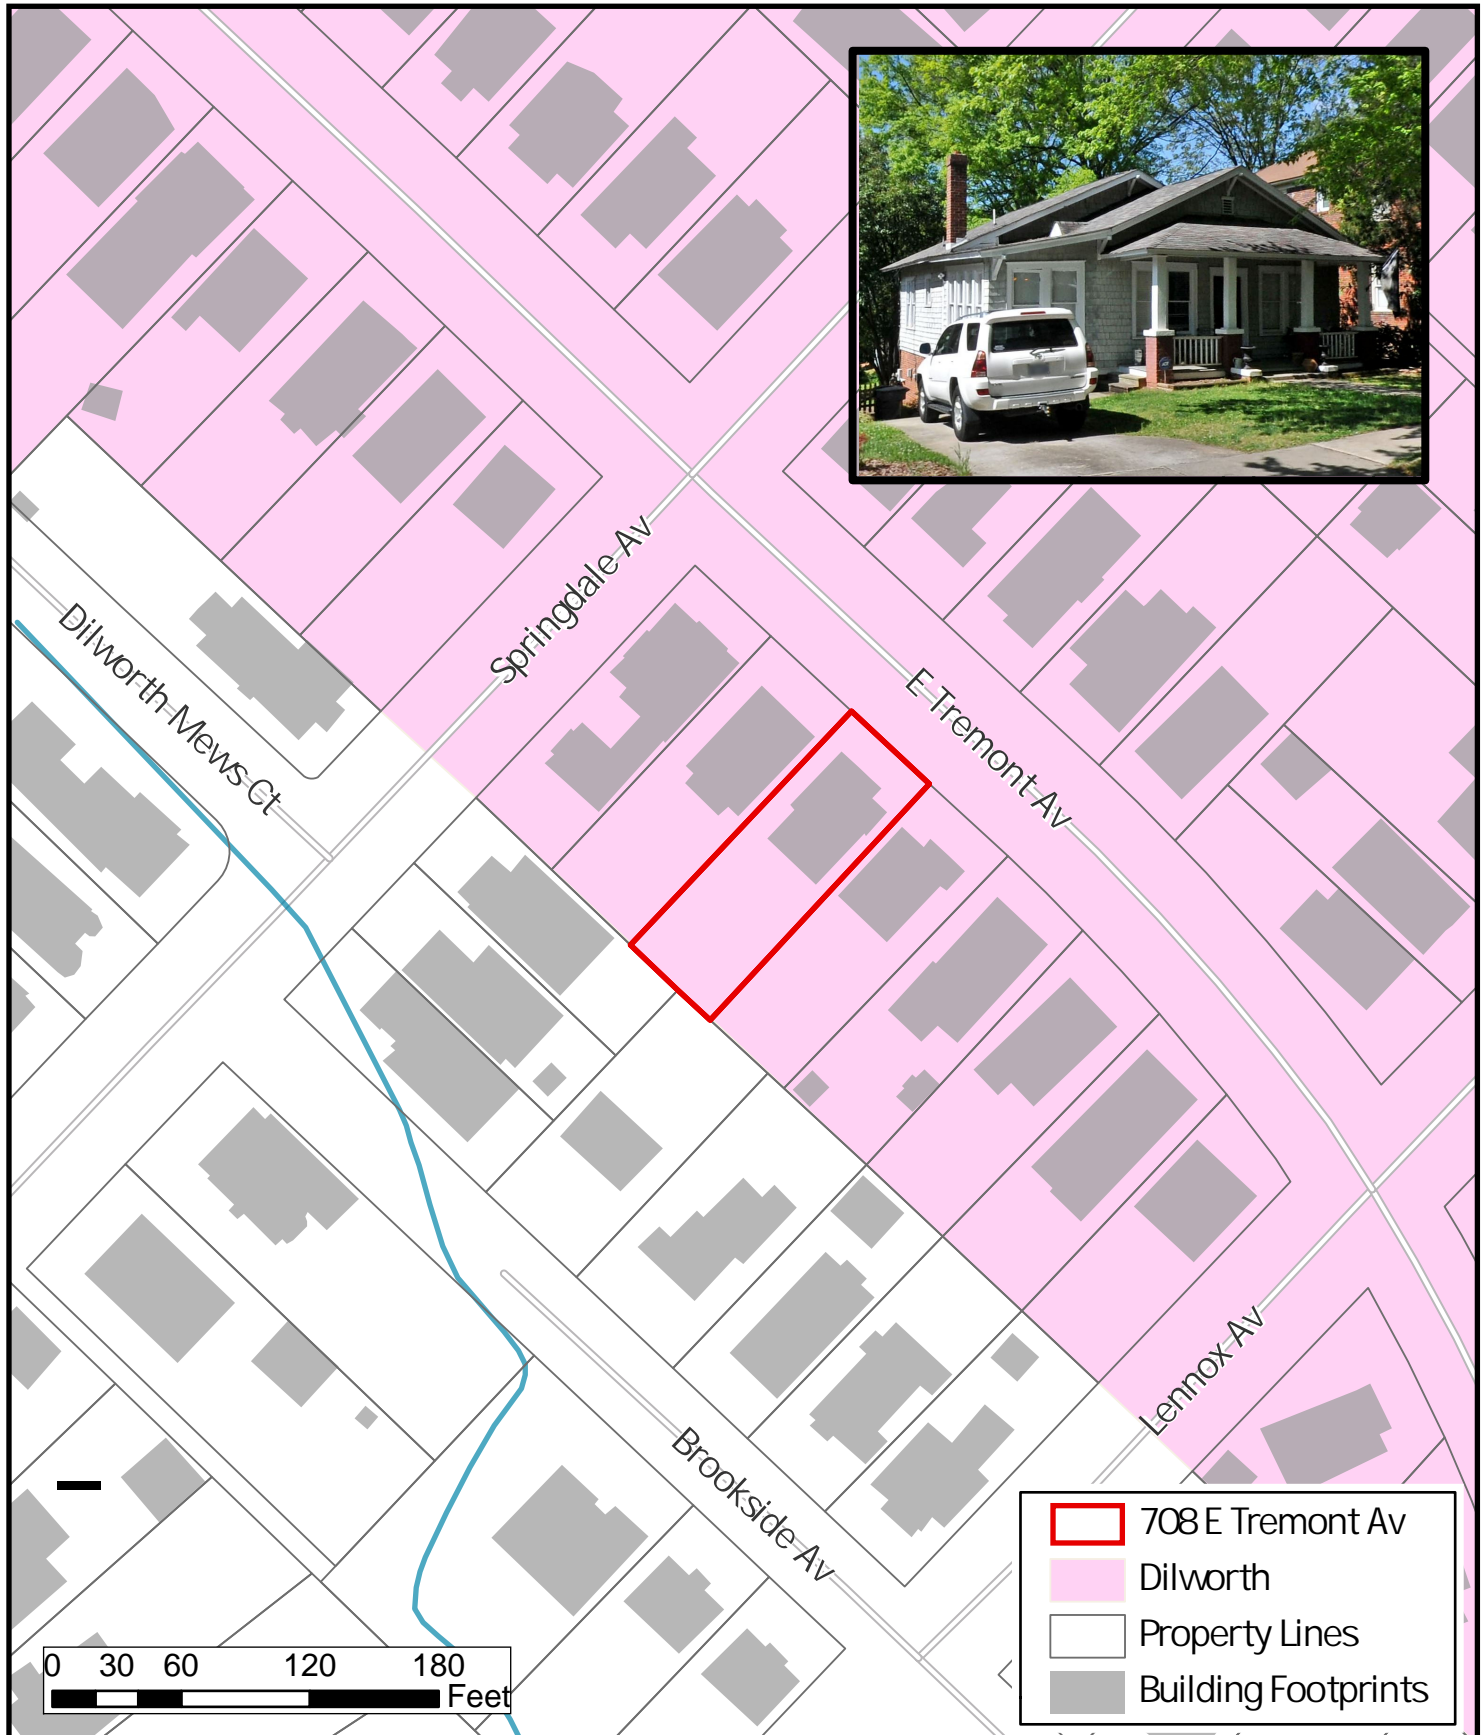 Springdale Av
Dilworth Mews Ct
E Tremont Av
Lennox Av
Brookside Av
708 E Tremont Av
Dilworth
Property Lines
Building Footprints
0 30 60 120 180
Feet